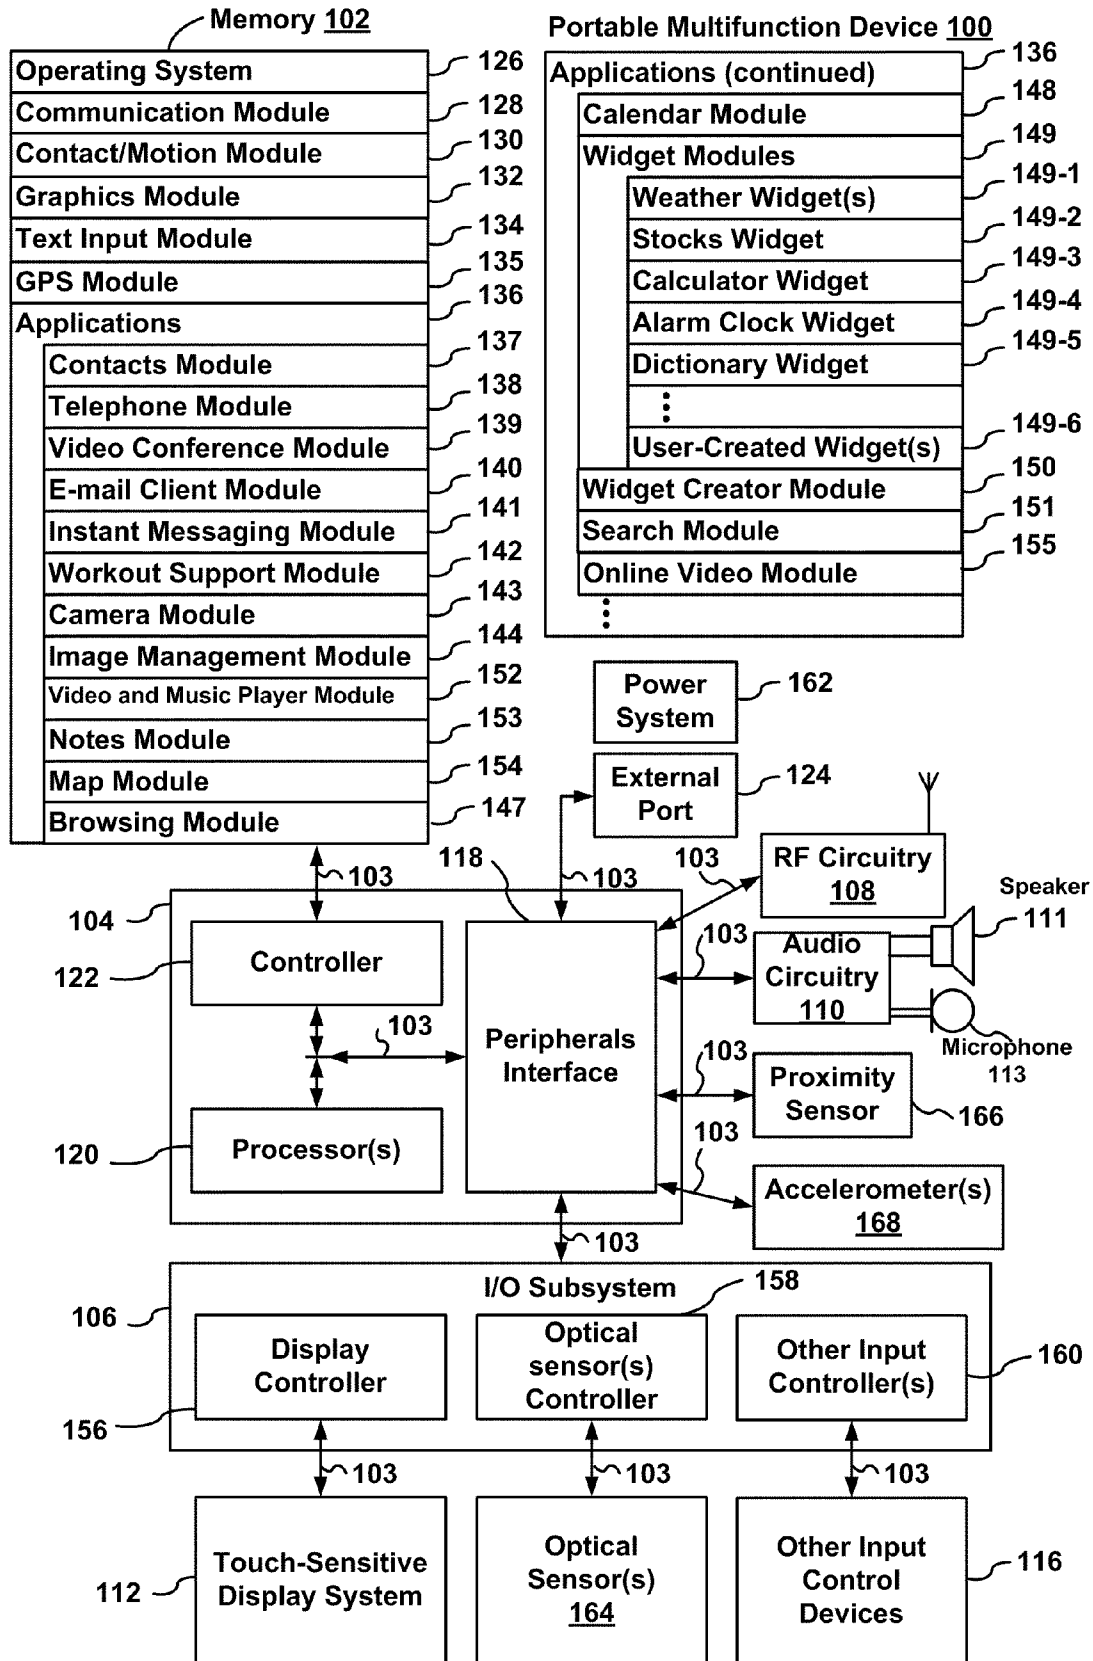 Memory 102
Operating System 126
Communication Module 128
Contact/Motion Module 130
Graphics Module 132
Text Input Module 134
GPS Module 135
Applications 136
Contacts Module 137
Telephone Module 138
Video Conference Module 139
E-mail Client Module 140
Instant Messaging Module 141
Workout Support Module 142
Camera Module 143
Image Management Module 144
Video and Music Player Module 152
Notes Module 153
Map Module 154
Browsing Module 147
Portable Multifunction Device 100
Applications (continued) 136
Calendar Module 148
Widget Modules 149
Weather Widget(s) 149-1
Stocks Widget 149-2
Calculator Widget 149-3
Alarm Clock Widget 149-4
Dictionary Widget 149-5
User-Created Widget(s) 149-6
Widget Creator Module 150
Search Module 151
Online Video Module 155
Power
System
162
External
Port
124
103
118
103
103
RF Circuitry
108
Speaker
111
104
122
Controller
103
Audio
Circuitry
110
Microphone
113
103
Peripherals
Interface
103
Proximity
Sensor
166
120
Processor(s)
103
Accelerometer(s)
168
103
I/O Subsystem
106
158
Display
Controller
156
Optical
sensor(s)
Controller
Other Input
Controller(s)
160
103
103
103
112
Touch-Sensitive
Display System
Optical
Sensor(s)
164
Other Input
Control
Devices
116